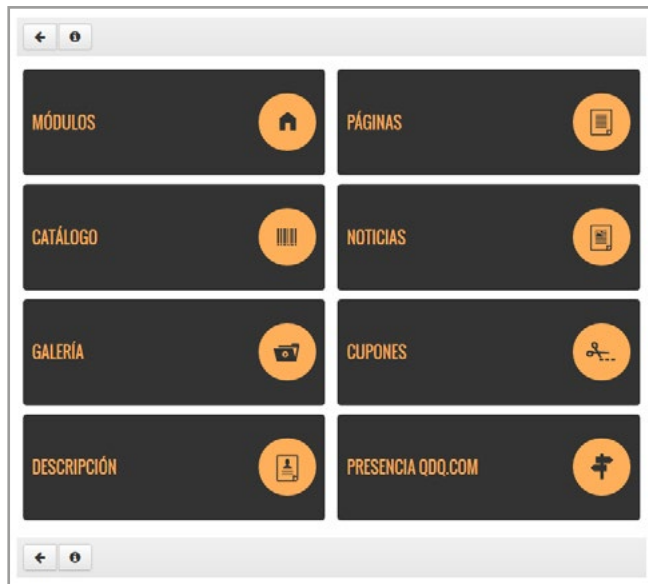 MÓDULOS
PÁGINAS
CATÁLOGO
NOTICIAS
GALERÍA
CUPONES
DESCRIPCIÓN
PRESENCIA QDQ.COM